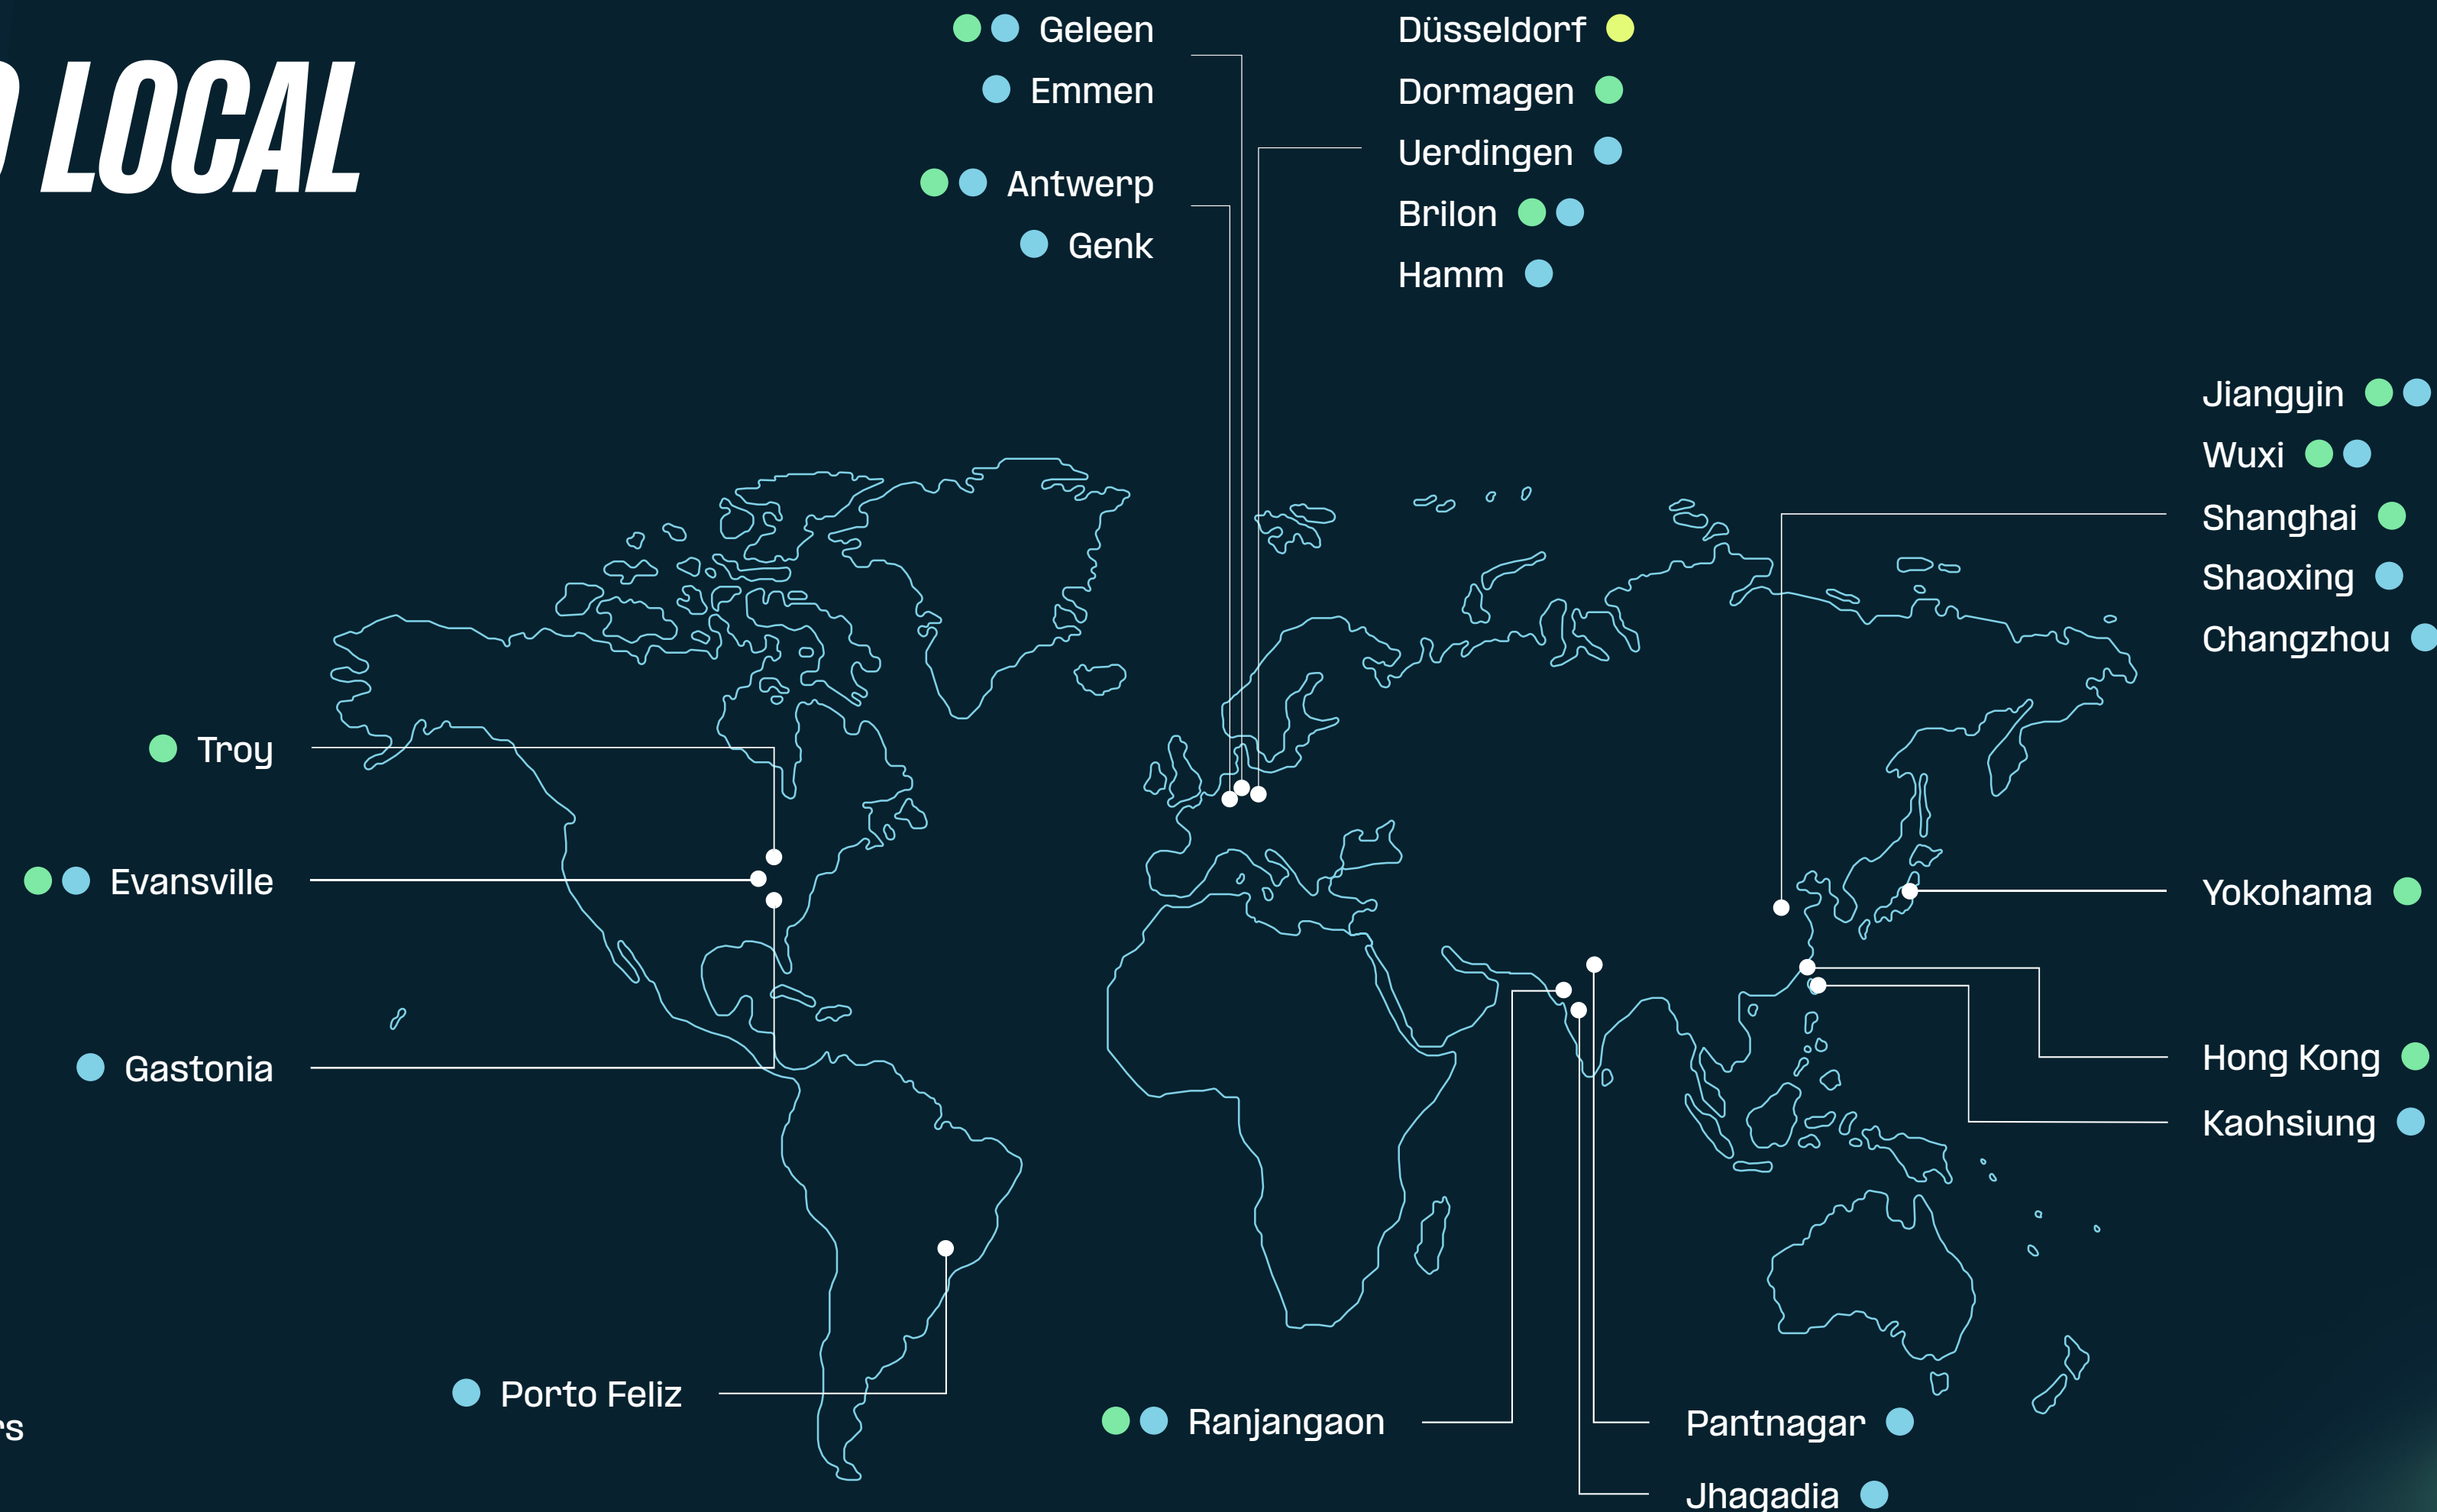 LOCAL
Geleen
Emmen
Antwerp
Genk
Düsseldorf
Dormagen
Uerdingen
Brilon
Hamm
Jiangyin
Wuxi
Shanghai
Shaoxing
Changzhou
Troy
Evansville
Gastonia
Yokohama
Hong Kong
Kaohsiung
Porto Feliz
Ranjangaon
Pantnagar
Jhagadia